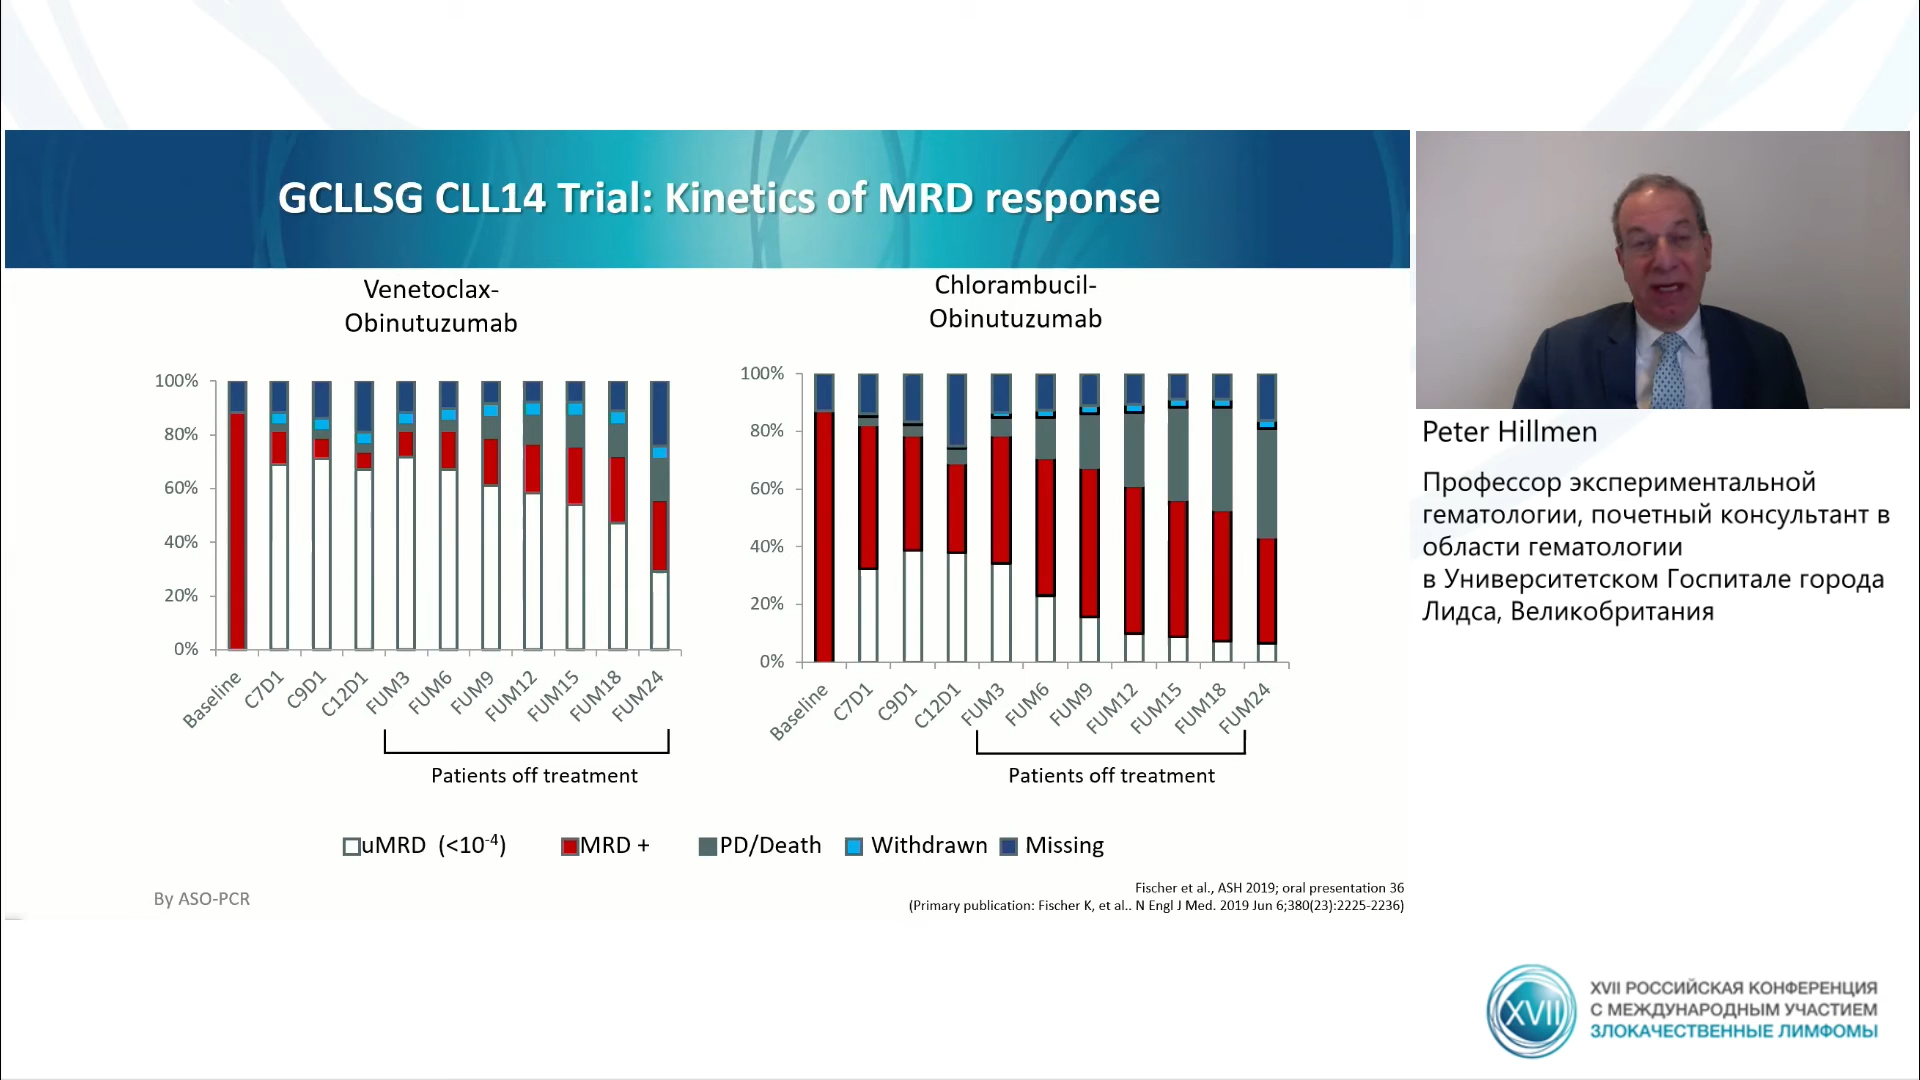 GCLLSG CLL14 Trial: Kinetics of MRD response
Venetoclax-
Obinutuzumab
100%
80%
60%
40%
20%
0%
Baseline
C7D1
C9D1
C12D1
FUM3
FUM6
FUM9
FUM12
FUM15
FUM18
FUM24
Patients off treatment
Chlorambucil-
Obinutuzumab
100%
80%
60%
40%
20%
0%
Baseline
C7D1
C9D1
C12D1
FUM3
FUM6
FUM9
FUM12
FUM15
FUM18
FUM24
Patients off treatment
uMRD (<10⁻⁴) MRD + PD/Death Withdrawn Missing
By ASO-PCR
Fischer et al., ASH 2019; oral presentation 36
(Primary publication: Fischer K, et al.. N Engl J Med. 2019 Jun 6;380(23):2225-2236)
Peter Hillmen
Профессор экспериментальной
гематологии, почетный консультант в
области гематологии
в Университетском Госпитале города
Лидса, Великобритания
XVII
XVII РОССИЙСКАЯ КОНФЕРЕНЦИЯ
С МЕЖДУНАРОДНЫМ УЧАСТИЕМ
ЗЛОКАЧЕСТВЕННЫЕ ЛИМФОМЫ